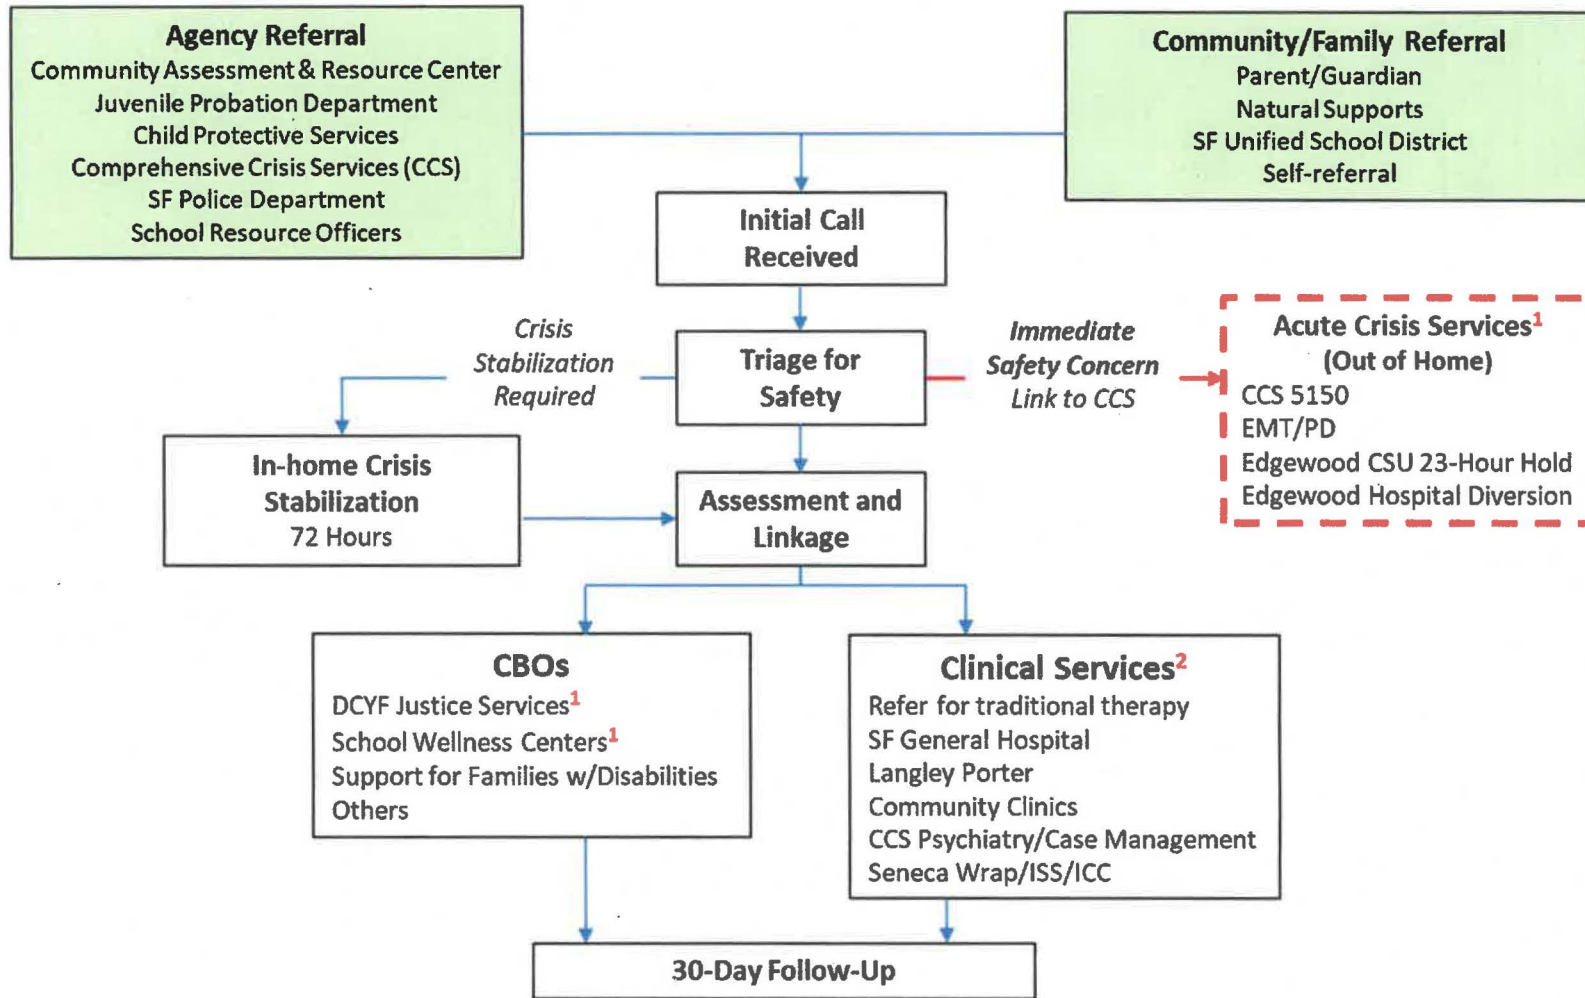 Agency Referral
Community Assessment & Resource Center
Juvenile Probation Department
Child Protective Services
Comprehensive Crisis Services (CCS)
SF Police Department
School Resource Officers
Community/Family Referral
Parent/Guardian
Natural Supports
SF Unified School District
Self-referral
Initial Call
Received
Crisis
Stabilization
Required
Triage for
Safety
Immediate
Safety Concern
Link to CCS
Acute Crisis Services¹
(Out of Home)
CCS 5150
EMT/PD
Edgewood CSU 23-Hour Hold
Edgewood Hospital Diversion
In-home Crisis
Stabilization
72 Hours
Assessment and
Linkage
CBOs
DCYF Justice Services¹
School Wellness Centers¹
Support for Families w/Disabilities
Others
Clinical Services²
Refer for traditional therapy
SF General Hospital
Langley Porter
Community Clinics
CCS Psychiatry/Case Management
Seneca Wrap/ISS/ICC
30-Day Follow-Up